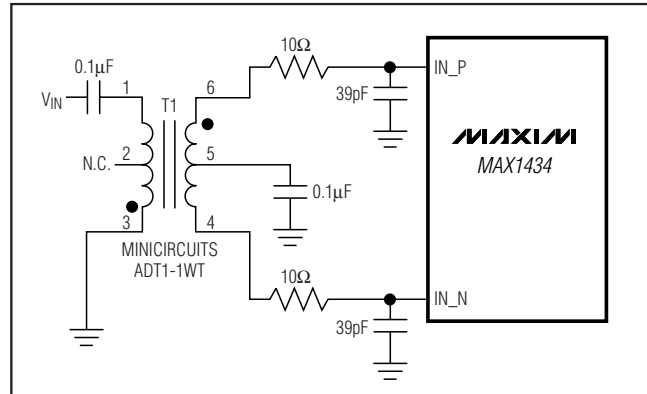 10Ω
0.1μF
VIN
1
T1
6
39pF
IN_P
MAXIM
MAX1434
N.C.
2
5
0.1μF
3
4
MINICIRCUITS
ADT1-1WT
10Ω
39pF
IN_N